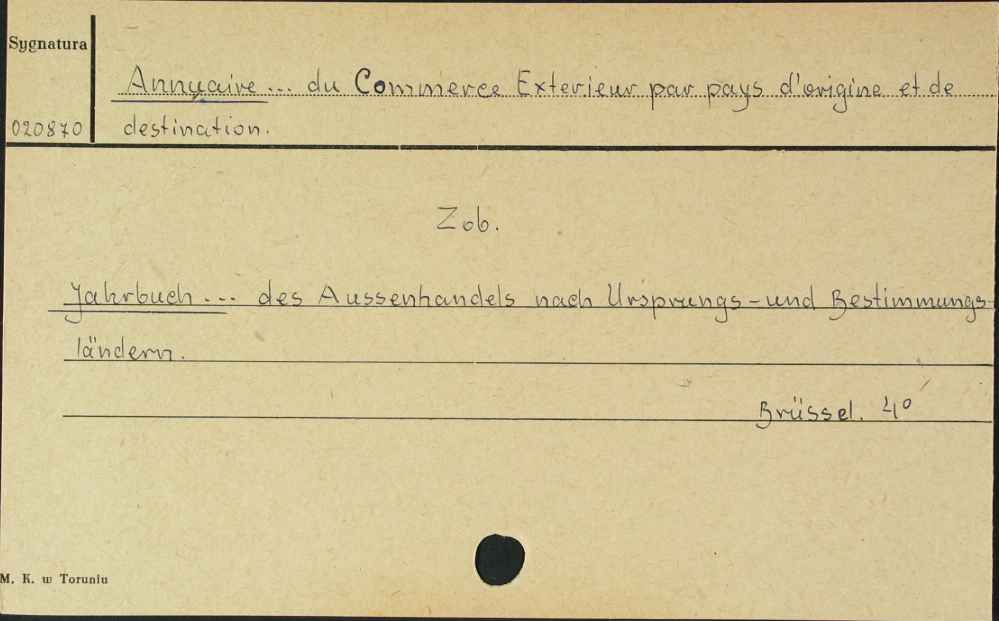 Sygnatura
Annuaire ... du Commerce Exterieur par pays d'origine et de
020870 destination.
Zob.
Jahrbuch ... des Aussenhandels nach Ursprungs-und Bestimmungs-
ländern.
Brüssel. 4°
M. K. w Toruniu